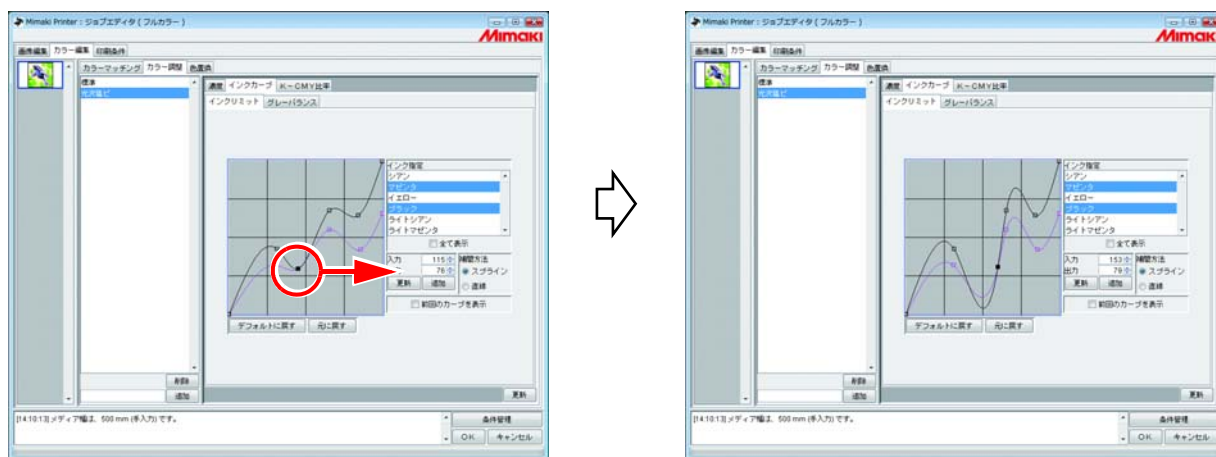 Mimaki Printer : ジョブエディタ ( フルカラー )
Mimaki
画像編集 カラー編集 印刷条件
カラーマッチング カラー調整 色置換
標準
濃度 インクカーブ K-CMY比率
インクリミット グレーバランス
インク指定
シアン
マゼンタ
イエロー
ブラック
ライトシアン
ライトマゼンタ
全て表示
入力 115 補間方法
76 スプライン
更新 追加 直線
前回のカーブを表示
デフォルトに戻す 元に戻す
削除
追加
更新
[14:10:13] メディア幅は、500 mm (手入力) です。
条件管理
OK キャンセル
Mimaki Printer : ジョブエディタ ( フルカラー )
Mimaki
画像編集 カラー編集 印刷条件
カラーマッチング カラー調整 色置換
標準
濃度 インクカーブ K-CMY比率
インクリミット グレーバランス
インク指定
シアン
マゼンタ
イエロー
ブラック
ライトシアン
ライトマゼンタ
全て表示
入力 153 補間方法
出力 79 スプライン
更新 追加 直線
前回のカーブを表示
デフォルトに戻す 元に戻す
削除
追加
更新
[14:10:13] メディア幅は、500 mm (手入力) です。
条件管理
OK キャンセル